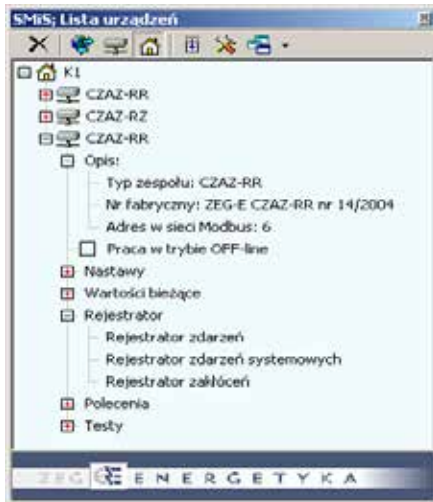 SMiS; Lista urządzeń
K1
CZAZ-RR
CZAZ-RZ
CZAZ-RR
Opis:
Typ zespołu: CZAZ-RR
Nr fabryczny: ZEG-E CZAZ-RR nr 14/2004
Adres w sieci Modbus: 6
Praca w trybie OFF-line
Nastawy
Wartości bieżące
Rejestrator
Rejestrator zdarzeń
Rejestrator zdarzeń systemowych
Rejestrator zakłóceń
Polecenia
Testy
ZEG ENERGETYKA